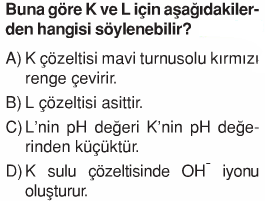 Buna göre K ve L için aşağıdakiler-
den hangisi söylenebilir?
A) K çözeltisi mavi turnusolu kırmızı
renge çevirir.
B) L çözeltisi asittir.
C) L'nin pH değeri K'nin pH değe-
rinden küçüktür.
D) K sulu çözeltisinde OH⁻ iyonu
oluşturur.